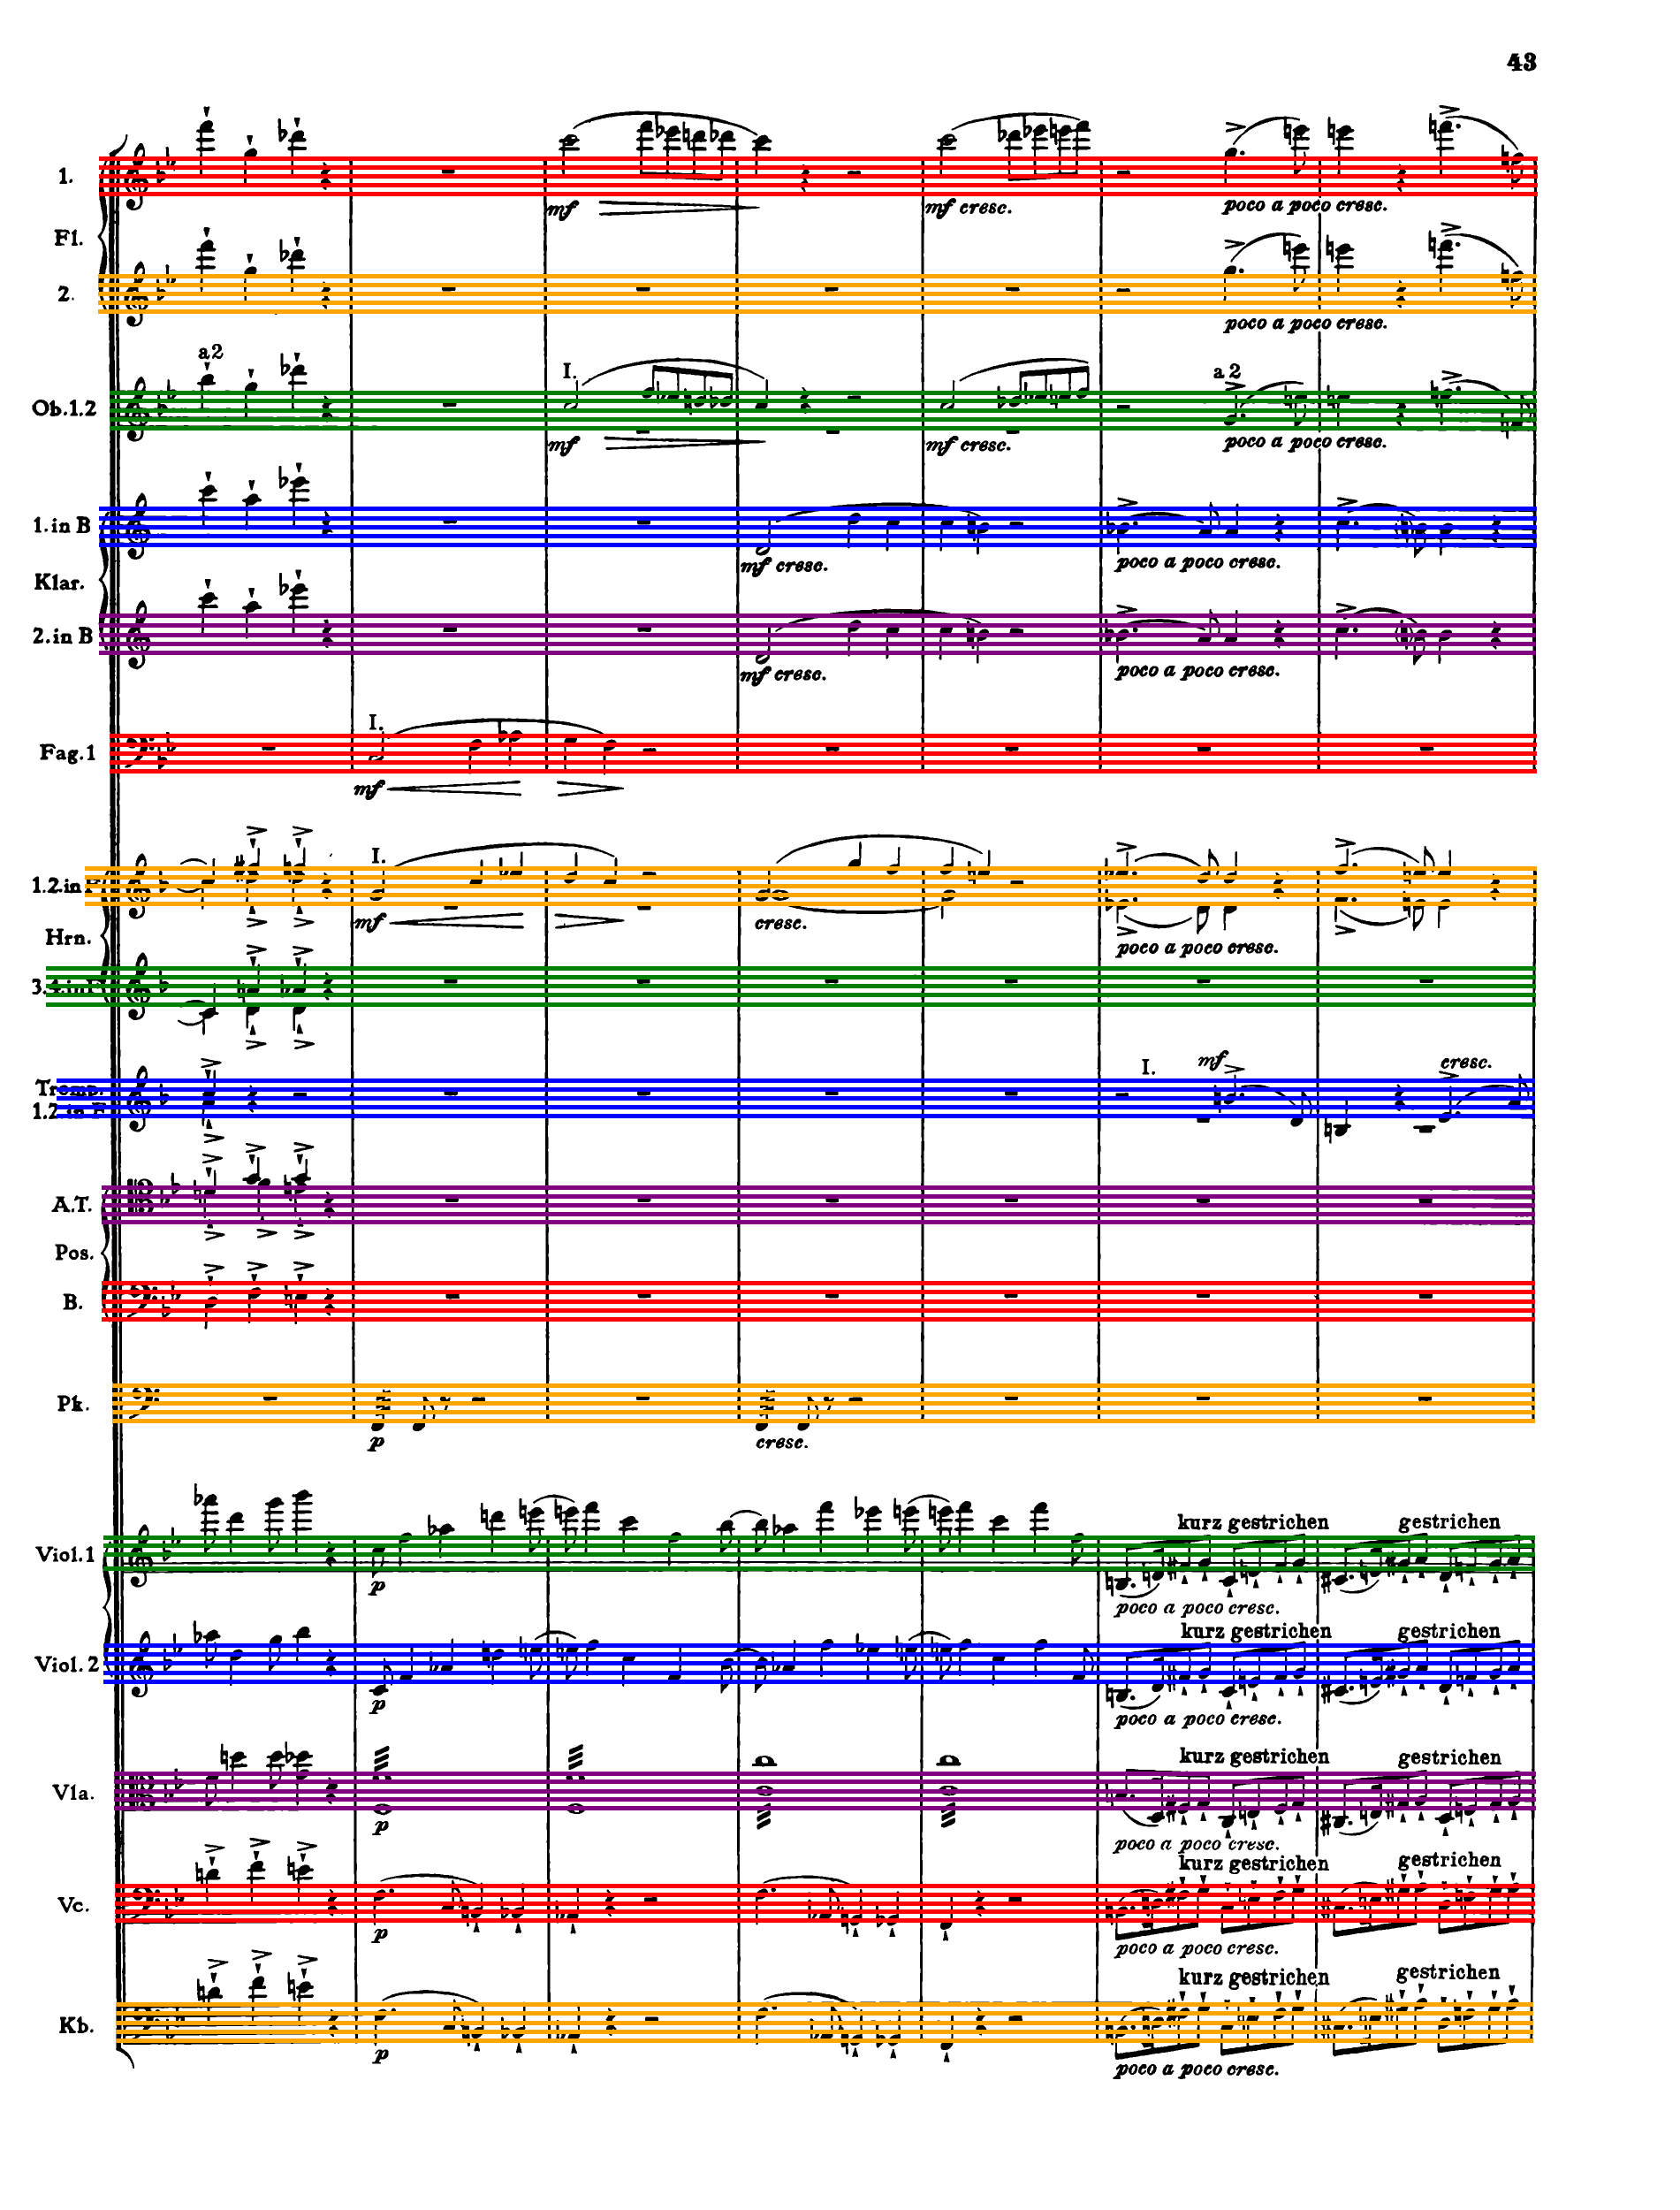 43
1.
Fl.
2.
poco a poco cresc.
mf
mf cresc.
poco a poco cresc.
a2
I.
a 2
Ob.1.2
mf
mf cresc.
poco a poco cresc.
1. in B
mf cresc.
poco a poco cresc.
Klar.
2. in B
mf cresc.
poco a poco cresc.
I.
Fag.1
mf
I.
1.2.in F
mf
cresc.
poco a poco cresc.
Hrn.
3.4.in F
I.
mf
cresc.
Tromp.
1.2. in F
A.T.
Pos.
B.
Pk.
p
cresc.
kurz gestrichen
gestrichen
Viol.1
p
poco a poco cresc.
kurz gestrichen
gestrichen
Viol. 2
p
poco a poco cresc.
kurz gestrichen
gestrichen
Vla.
p
poco a poco cresc.
kurz gestrichen
gestrichen
Vc.
p
poco a poco cresc.
kurz gestrichen
gestrichen
Kb.
p
poco a poco cresc.